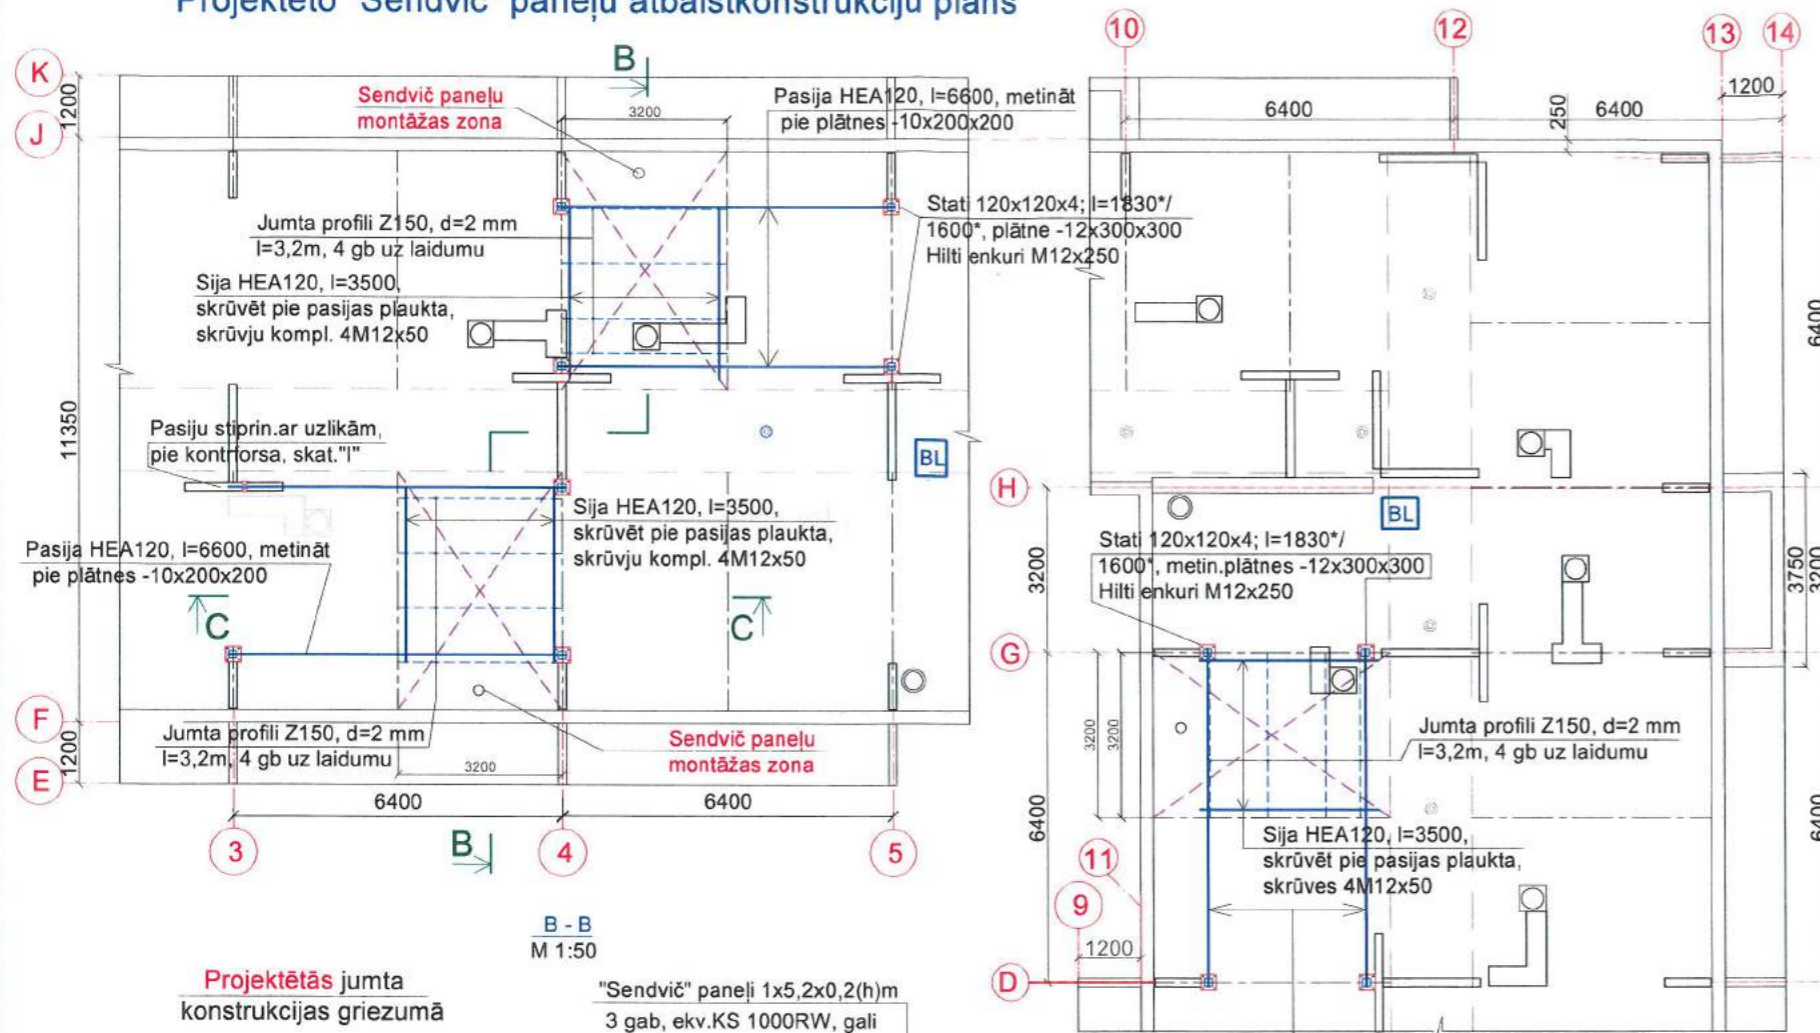 Projektēto "Sendvič" paneļu atbalstkonstrukciju plāns
10
12
13
14
K
J
1200
B
Sendvič paneļu
montāžas zona
3200
Pasija HEA120, l=6600, metināt
pie plātnes -10x200x200
6400
250
6400
1200
Jumta profili Z150, d=2 mm
l=3,2m, 4 gb uz laidumu
Stati 120x120x4; l=1830*/
1600*, plātne -12x300x300
Hilti enkuri M12x250
Sija HEA120, l=3500,
skrūvēt pie pasijas plaukta,
skrūvju kompl. 4M12x50
6400
11350
Pasiju stiprin.ar uzlikām,
pie kontrforsa, skat."I"
BL
H
BL
Sija HEA120, l=3500,
skrūvēt pie pasijas plaukta,
skrūvju kompl. 4M12x50
Pasija HEA120, l=6600, metināt
pie plātnes -10x200x200
Stati 120x120x4; l=1830*/
1600*, metin.plātnes -12x300x300
Hilti enkuri M12x250
3200
3750
3200
C
C
G
F
E
1200
Jumta profili Z150, d=2 mm
l=3,2m, 4 gb uz laidumu
3200
Sendvič paneļu
montāžas zona
3200
3200
Jumta profili Z150, d=2 mm
l=3,2m, 4 gb uz laidumu
6400
6400
6400
6400
B
3
4
5
Sija HEA120, l=3500,
skrūvēt pie pasijas plaukta,
skrūves 4M12x50
11
9
1200
D
B - B
M 1:50
Projektētās jumta
konstrukcijas griezumā
"Sendvič" paneļi 1x5,2x0,2(h)m
3 gab, ekv.KS 1000RW, gali